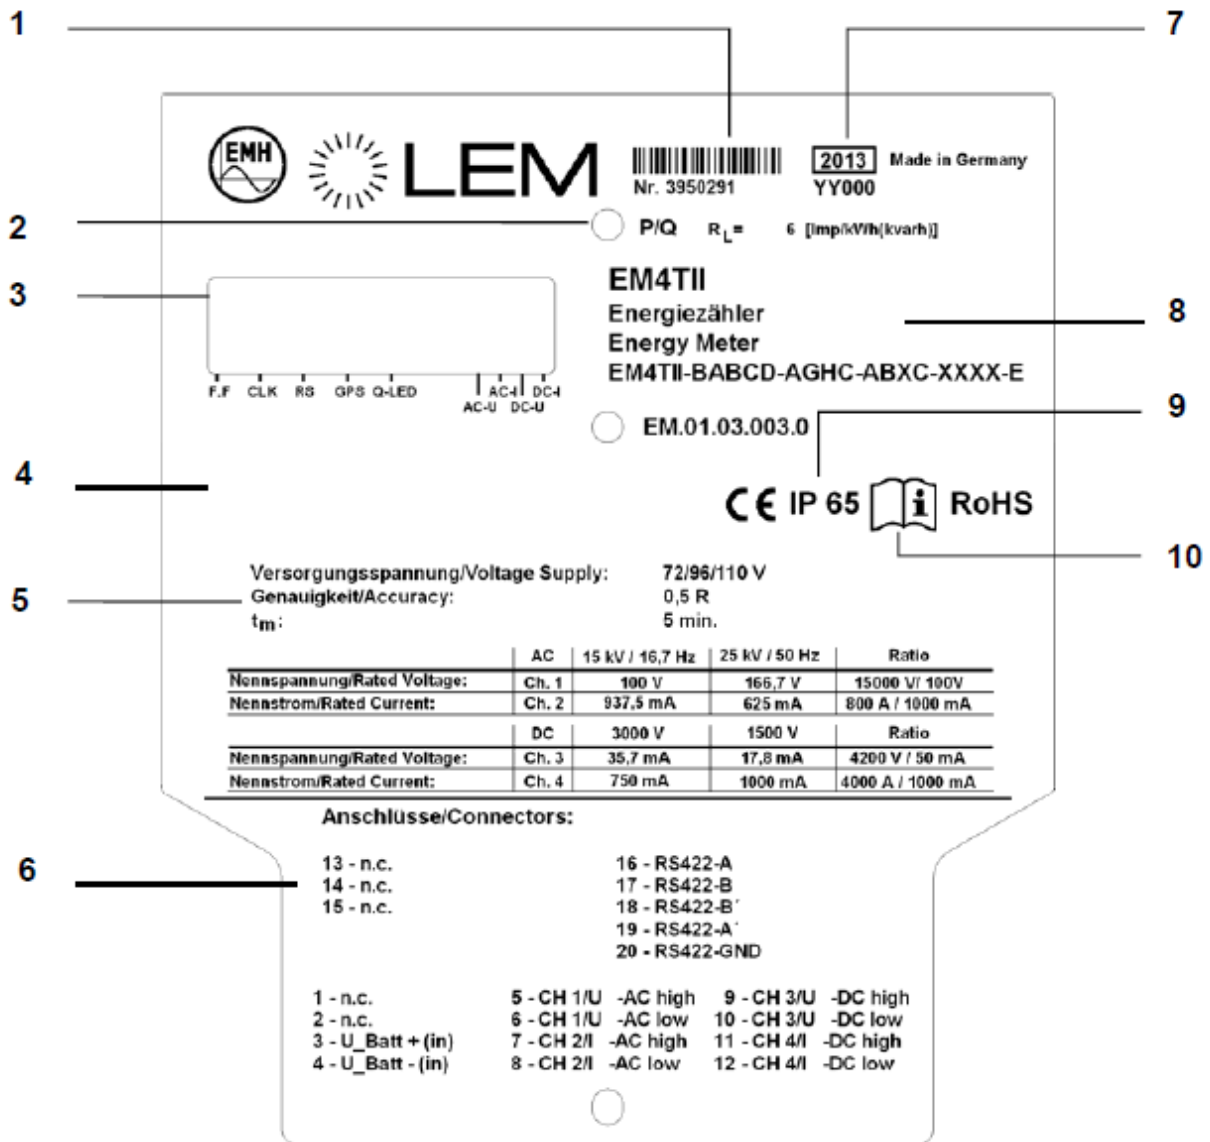 1
7
EMH
LEM
Nr. 3950291
2013
YY000
Made in Germany
2
P/Q RL= 6 [Imp/kWh(kvarh)]
3
EM4TII
Energiezähler
Energy Meter
EM4TII-BABCD-AGHC-ABXC-XXXX-E
8
F.F CLK RS GPS Q-LED AC-U AC-I DC-U DC-I
EM.01.03.003.0
9
4
CE IP 65 i RoHS
10
5
Versorgungsspannung/Voltage Supply: 72/96/110 V
Genauigkeit/Accuracy: 0,5 R
tm: 5 min.
AC 15 kV / 16,7 Hz 25 kV / 50 Hz Ratio
Nennspannung/Rated Voltage: Ch. 1 100 V 166,7 V 15000 V/ 100V
Nennstrom/Rated Current: Ch. 2 937,5 mA 625 mA 800 A / 1000 mA
DC 3000 V 1500 V Ratio
Nennspannung/Rated Voltage: Ch. 3 35,7 mA 17,8 mA 4200 V / 50 mA
Nennstrom/Rated Current: Ch. 4 750 mA 1000 mA 4000 A / 1000 mA
Anschlüsse/Connectors:
6
13 - n.c. 16 - RS422-A
14 - n.c. 17 - RS422-B
15 - n.c. 18 - RS422-B´
19 - RS422-A´
20 - RS422-GND
1 - n.c. 5 - CH 1/U -AC high 9 - CH 3/U -DC high
2 - n.c. 6 - CH 1/U -AC low 10 - CH 3/U -DC low
3 - U_Batt + (in) 7 - CH 2/I -AC high 11 - CH 4/I -DC high
4 - U_Batt - (in) 8 - CH 2/I -AC low 12 - CH 4/I -DC low